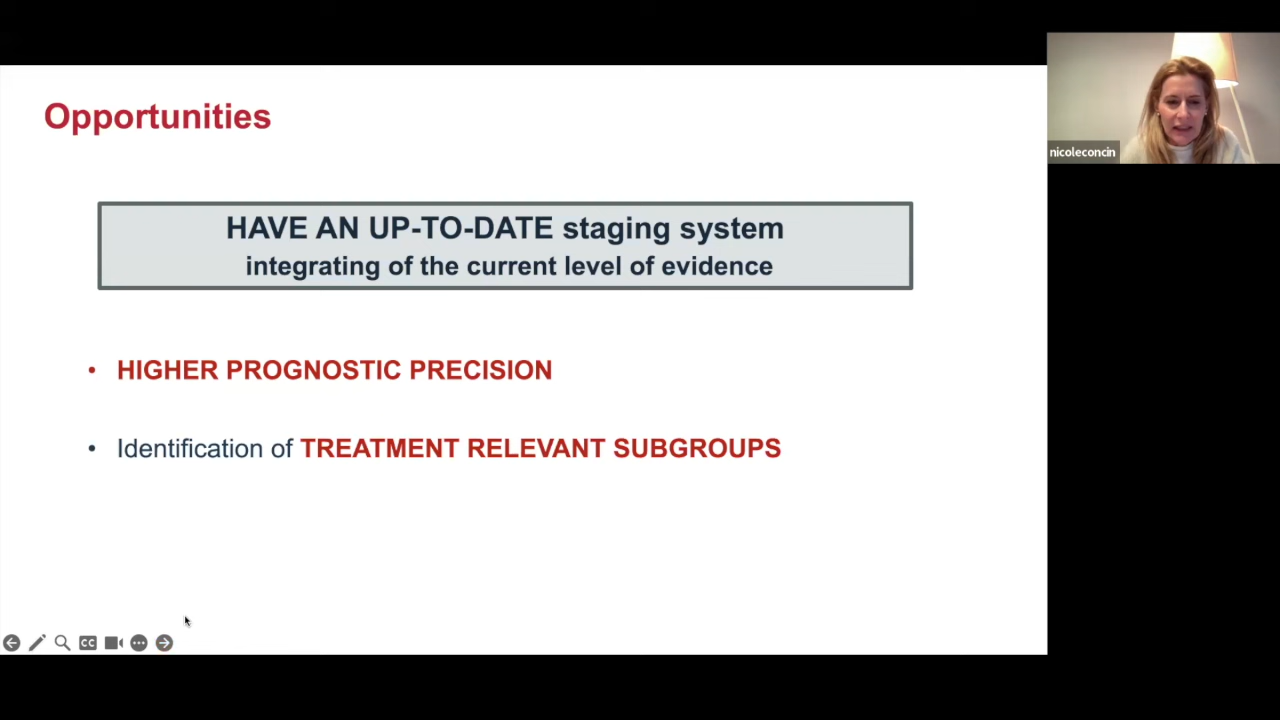 Opportunities
HAVE AN UP-TO-DATE staging system
integrating of the current level of evidence
• HIGHER PROGNOSTIC PRECISION
• Identification of TREATMENT RELEVANT SUBGROUPS
nicoleconcin
CC